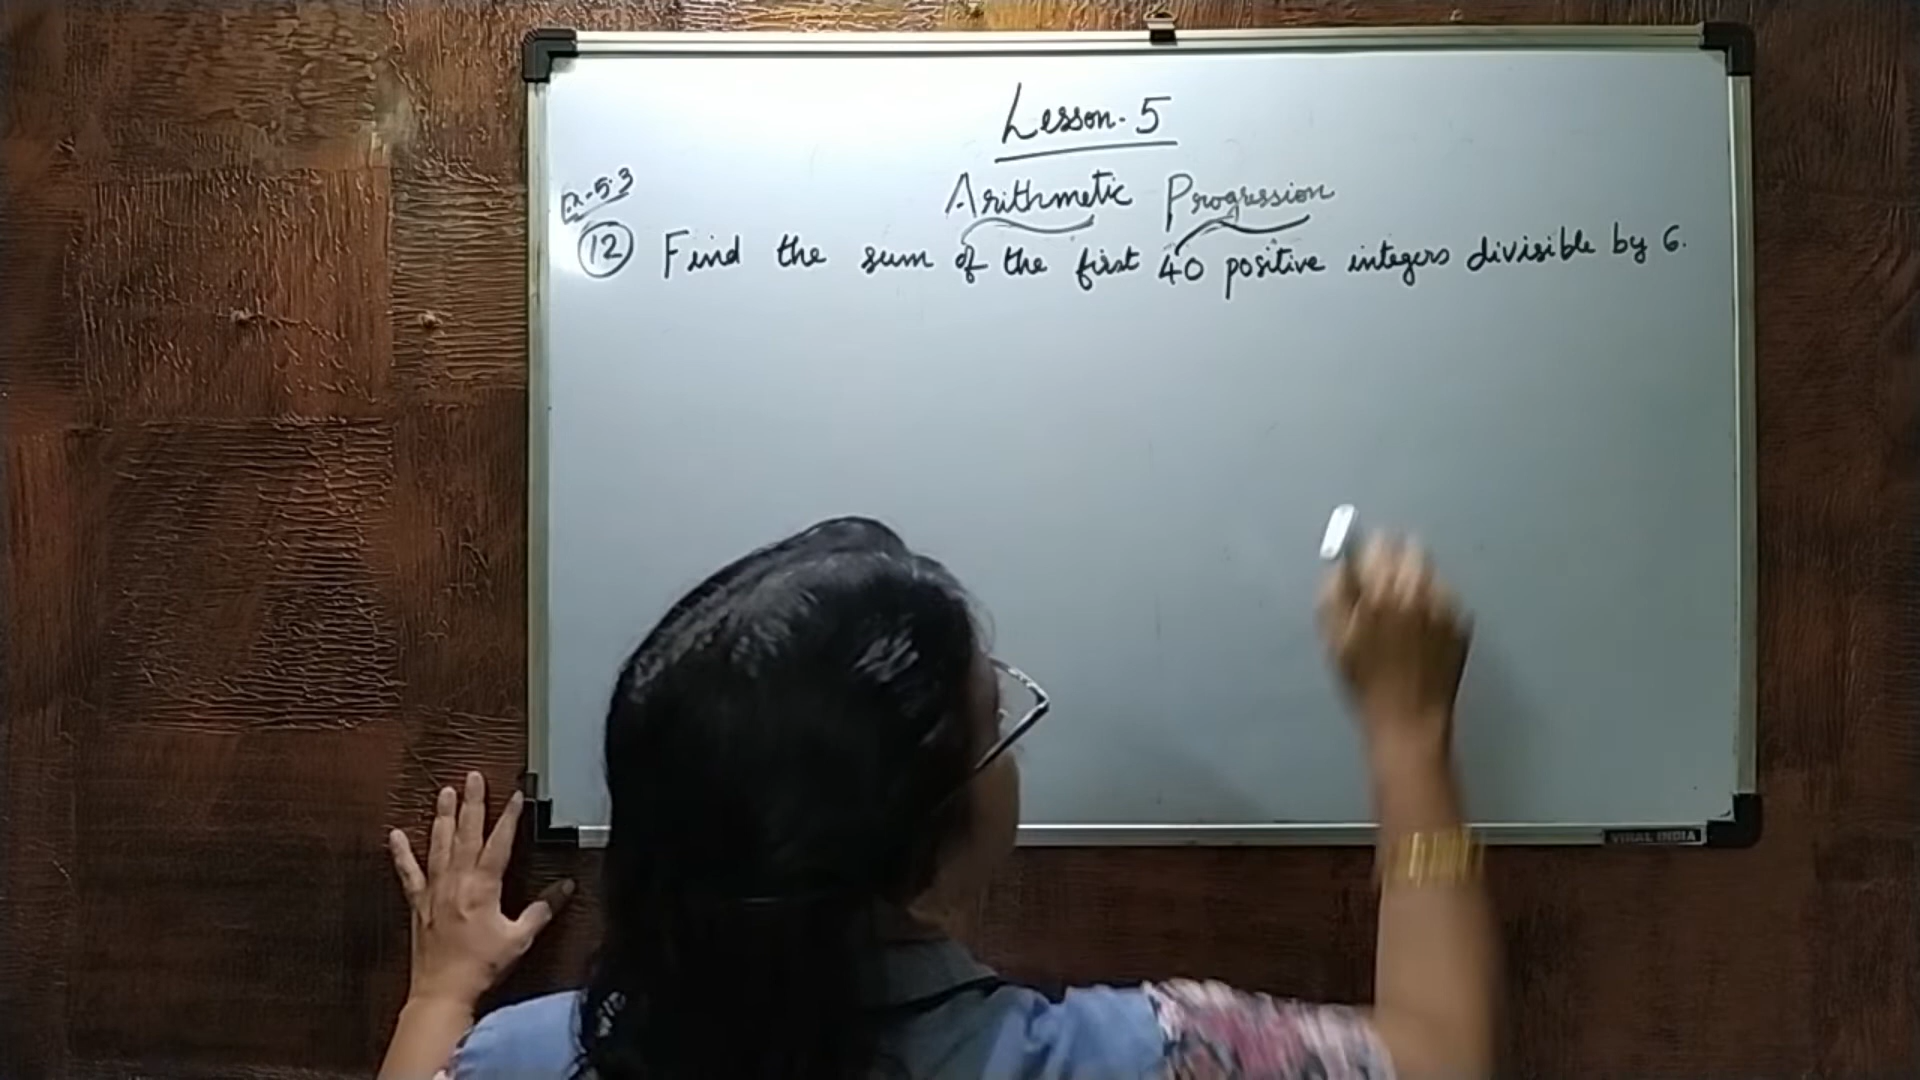 Lesson-5
Arithmetic Progression
Ex-5.3
12 Find the sum of the first 40 positive integers divisible by 6.
VIRAL INDIA